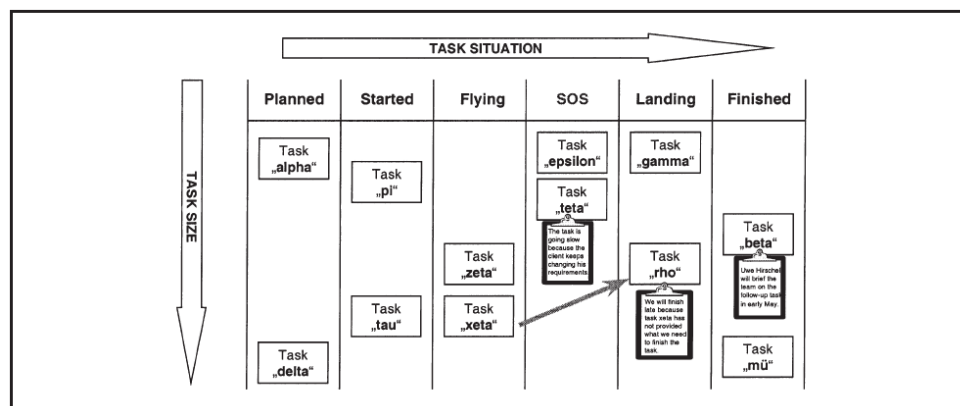 TASK SITUATION
TASK SIZE
Planned
Started
Flying
SOS
Landing
Finished
Task
„alpha“
Task
„delta“
Task
„pi“
Task
„tau“
Task
„zeta“
Task
„xeta“
Task
„epsilon“
Task
„teta“
The task is
going slow
because the
client keeps
changing his
requirements.
Task
„gamma“
Task
„rho“
We will finish
late because
task xeta has
not provided
what we need
to finish the
task.
Task
„beta“
Uwe Hirschel
will brief the
team on the
follow-up task
in early May.
Task
„mü“